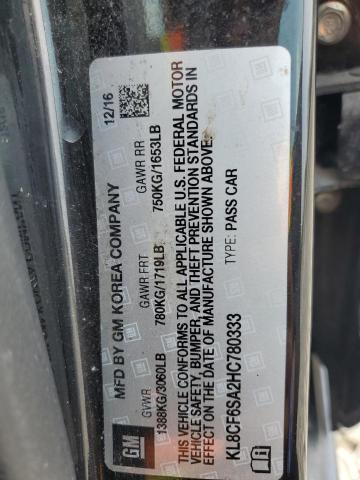 GM
MFD BY GM KOREA COMPANY 12/16
GVWR GAWR FRT GAWR RR
1388KG/3060LB 780KG/1719LB 750KG/1653LB
THIS VEHICLE CONFORMS TO ALL APPLICABLE U.S. FEDERAL MOTOR
VEHICLE SAFETY, BUMPER, AND THEFT PREVENTION STANDARDS IN
EFFECT ON THE DATE OF MANUFACTURE SHOWN ABOVE.
KL8CF6SA2HC780333 TYPE: PASS CAR